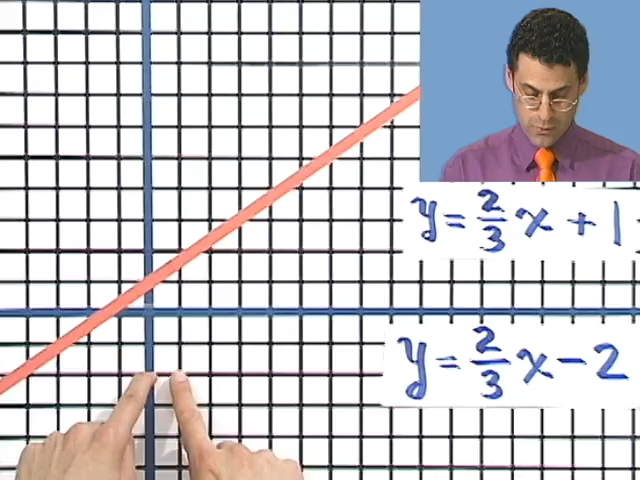 y = 2/3 x + 1
y = 2/3 x - 2